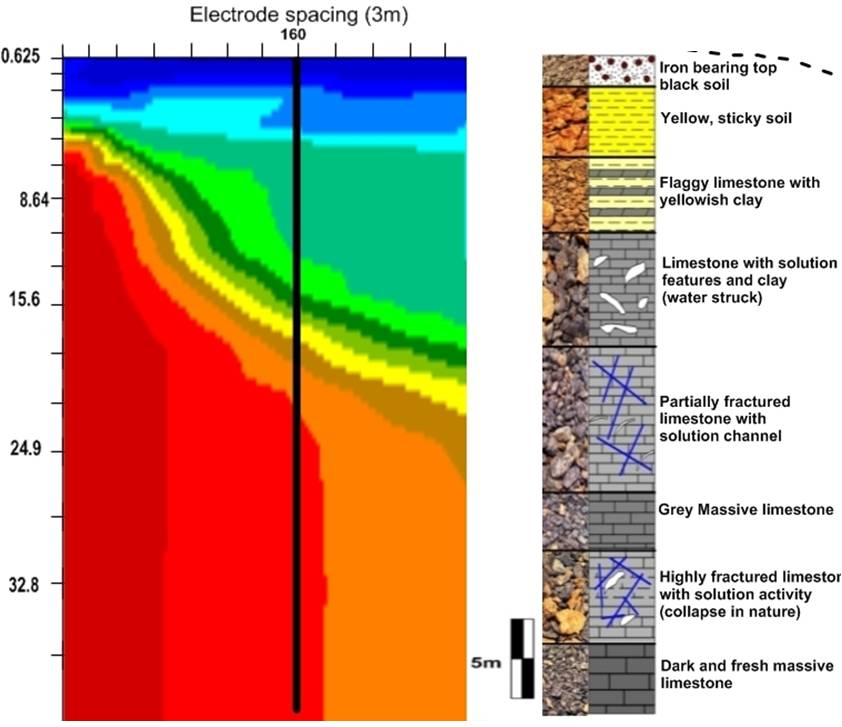 Electrode spacing (3m)
160
0.625
8.64
15.6
24.9
32.8
5m
Iron bearing top
black soil
Yellow, sticky soil
Flaggy limestone with
yellowish clay
Limestone with solution
features and clay
(water struck)
Partially fractured
limestone with
solution channel
Grey Massive limestone
Highly fractured limestor
with solution activity
(collapse in nature)
Dark and fresh massive
limestone